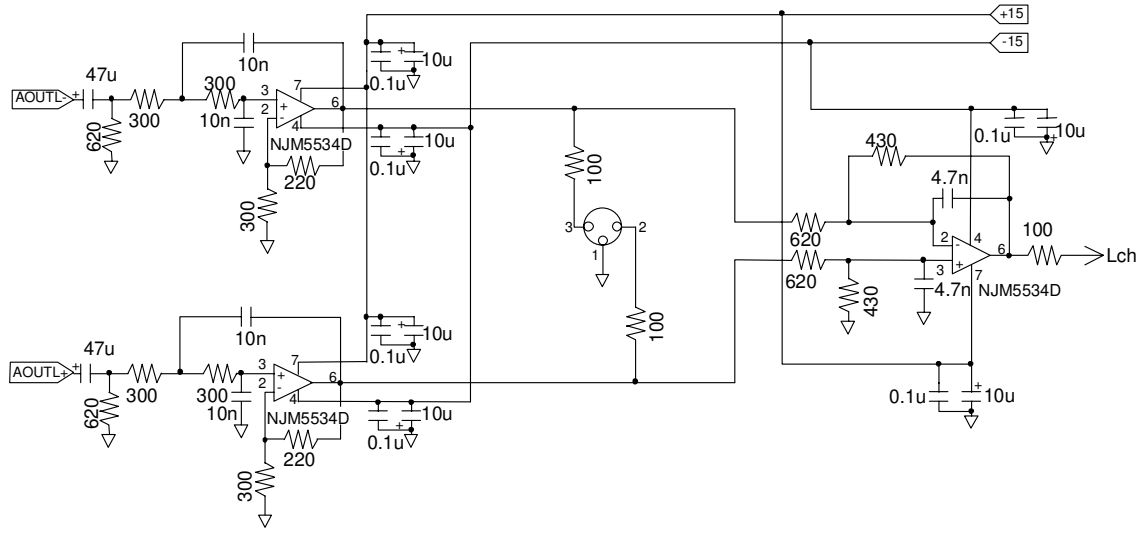 +15
-15
10n
47u
AOUTL-
+
300
620
300
10n
3
2
+
-
7
4
6
NJM5534D
220
300
+
10u
0.1u
10u
0.1u
+
100
3
2
1
100
620
620
430
4.7n
430
4.7n
2
3
-
+
4
7
6
NJM5534D
100
Lch
0.1u
10u
+
0.1u
+
10u
10n
47u
AOUTL+
+
300
620
300
10n
3
2
+
-
7
4
6
NJM5534D
220
300
+
10u
0.1u
10u
0.1u
+